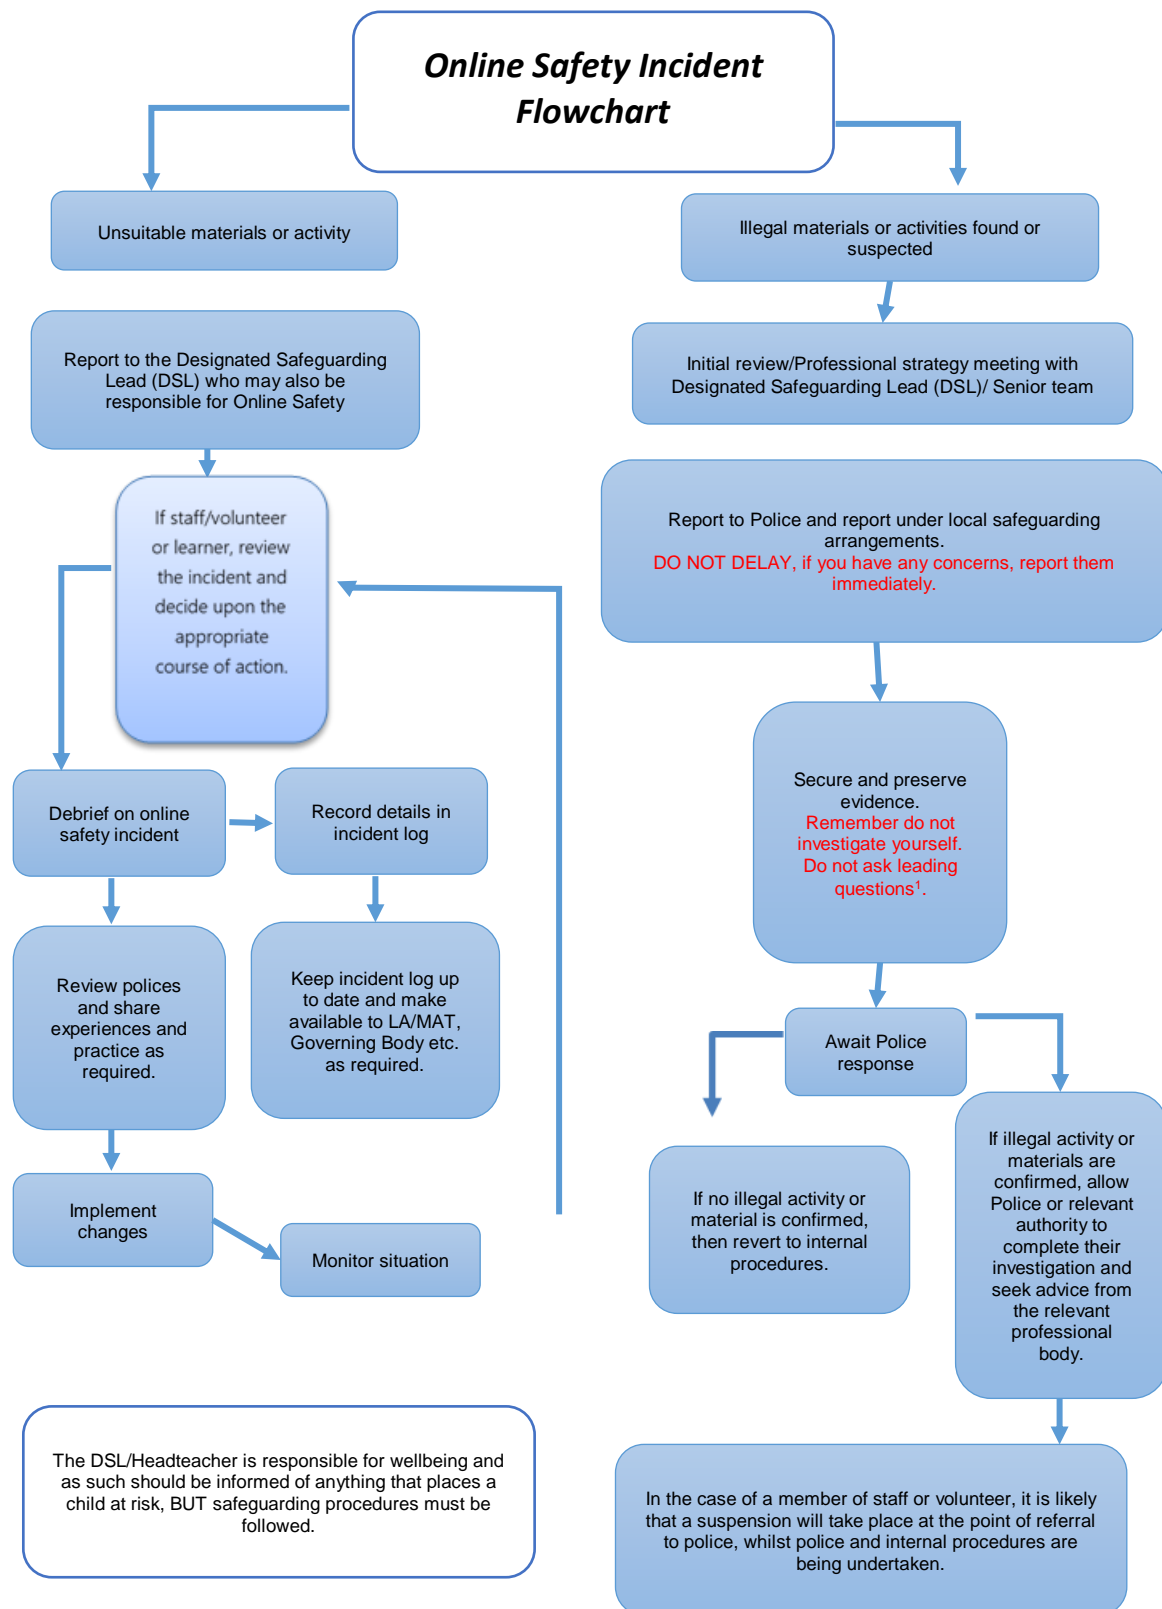 Online Safety Incident
Flowchart
Unsuitable materials or activity
Report to the Designated Safeguarding
Lead (DSL) who may also be
responsible for Online Safety
If staff/volunteer
or learner, review
the incident and
decide upon the
appropriate
course of action.
Debrief on online
safety incident
Record details in
incident log
Review polices
and share
experiences and
practice as
required.
Keep incident log up
to date and make
available to LA/MAT,
Governing Body etc.
as required.
Implement
changes
Monitor situation
The DSL/Headteacher is responsible for wellbeing and
as such should be informed of anything that places a
child at risk, BUT safeguarding procedures must be
followed.
Illegal materials or activities found or
suspected
Initial review/Professional strategy meeting with
Designated Safeguarding Lead (DSL)/ Senior team
Report to Police and report under local safeguarding
arrangements.
DO NOT DELAY, if you have any concerns, report them
immediately.
Secure and preserve
evidence.
Remember do not
investigate yourself.
Do not ask leading
questions¹.
Await Police
response
If no illegal activity or
material is confirmed,
then revert to internal
procedures.
If illegal activity or
materials are
confirmed, allow
Police or relevant
authority to
complete their
investigation and
seek advice from
the relevant
professional
body.
In the case of a member of staff or volunteer, it is likely
that a suspension will take place at the point of referral
to police, whilst police and internal procedures are
being undertaken.